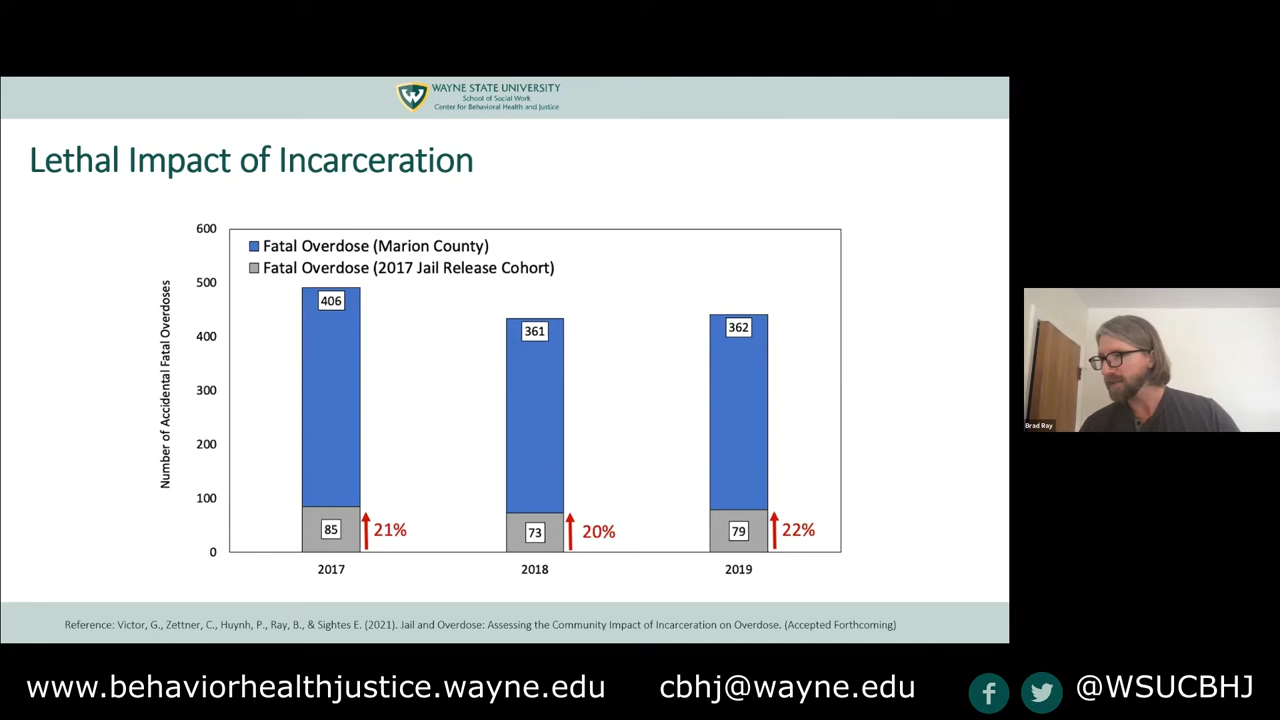 WAYNE STATE UNIVERSITY
School of Social Work
Center for Behavioral Health and Justice
Lethal Impact of Incarceration
Number of Accidental Fatal Overdoses
600
500
400
300
200
100
0
Fatal Overdose (Marion County)
Fatal Overdose (2017 Jail Release Cohort)
406
361
362
85
21%
73
20%
79
22%
2017
2018
2019
Brad Ray
Reference: Victor, G., Zettner, C., Huynh, P., Ray, B., & Sightes E. (2021). Jail and Overdose: Assessing the Community Impact of Incarceration on Overdose. (Accepted Forthcoming)
www.behaviorhealthjustice.wayne.edu cbhj@wayne.edu @WSUCBHJ